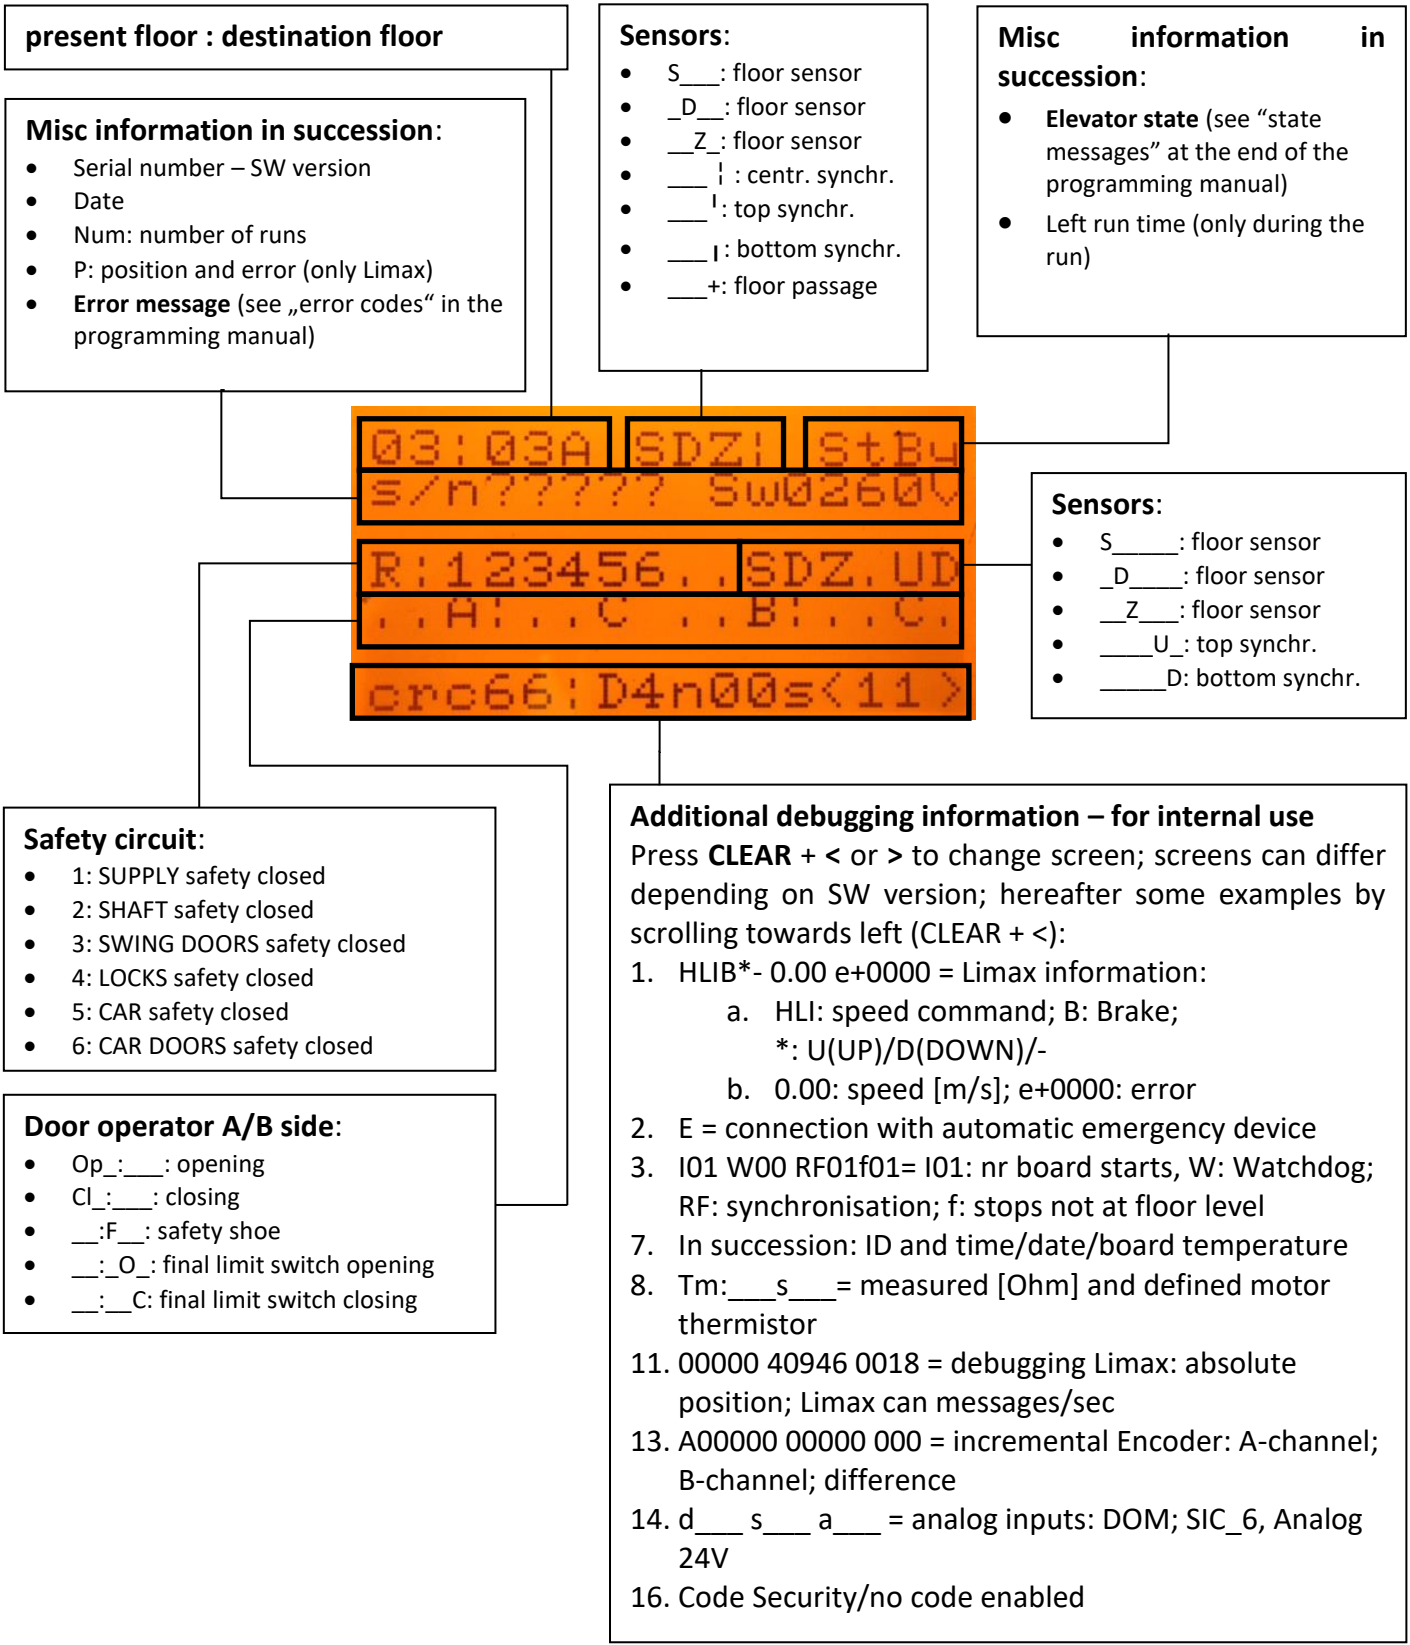 present floor : destination floor
Misc information in succession:
• Serial number – SW version
• Date
• Num: number of runs
• P: position and error (only Limax)
• Error message (see „error codes“ in the
programming manual)
Sensors:
• S___: floor sensor
• _D__: floor sensor
• __Z_: floor sensor
• ___ ¦ : centr. synchr.
• ___╵: top synchr.
• ___╷: bottom synchr.
• ___+: floor passage
Misc information in
succession:
• Elevator state (see “state
messages” at the end of the
programming manual)
• Left run time (only during the
run)
03:03A SDZ¦ StBy
s/n????? Sw0260V
R:123456..SDZ.UD
..A:..C ..B:..C.
crc66:D4n00s<11>
Sensors:
• S_____: floor sensor
• _D____: floor sensor
• __Z___: floor sensor
• ____U_: top synchr.
• _____D: bottom synchr.
Safety circuit:
• 1: SUPPLY safety closed
• 2: SHAFT safety closed
• 3: SWING DOORS safety closed
• 4: LOCKS safety closed
• 5: CAR safety closed
• 6: CAR DOORS safety closed
Door operator A/B side:
• Op_:___: opening
• Cl_:___: closing
• __:F__: safety shoe
• __:_O_: final limit switch opening
• __:__C: final limit switch closing
Additional debugging information – for internal use
Press CLEAR + < or > to change screen; screens can differ
depending on SW version; hereafter some examples by
scrolling towards left (CLEAR + <):
1. HLIB*- 0.00 e+0000 = Limax information:
a. HLI: speed command; B: Brake;
*: U(UP)/D(DOWN)/-
b. 0.00: speed [m/s]; e+0000: error
2. E = connection with automatic emergency device
3. I01 W00 RF01f01= I01: nr board starts, W: Watchdog;
RF: synchronisation; f: stops not at floor level
7. In succession: ID and time/date/board temperature
8. Tm:___s___= measured [Ohm] and defined motor
thermistor
11. 00000 40946 0018 = debugging Limax: absolute
position; Limax can messages/sec
13. A00000 00000 000 = incremental Encoder: A-channel;
B-channel; difference
14. d___ s___ a___ = analog inputs: DOM; SIC_6, Analog
24V
16. Code Security/no code enabled